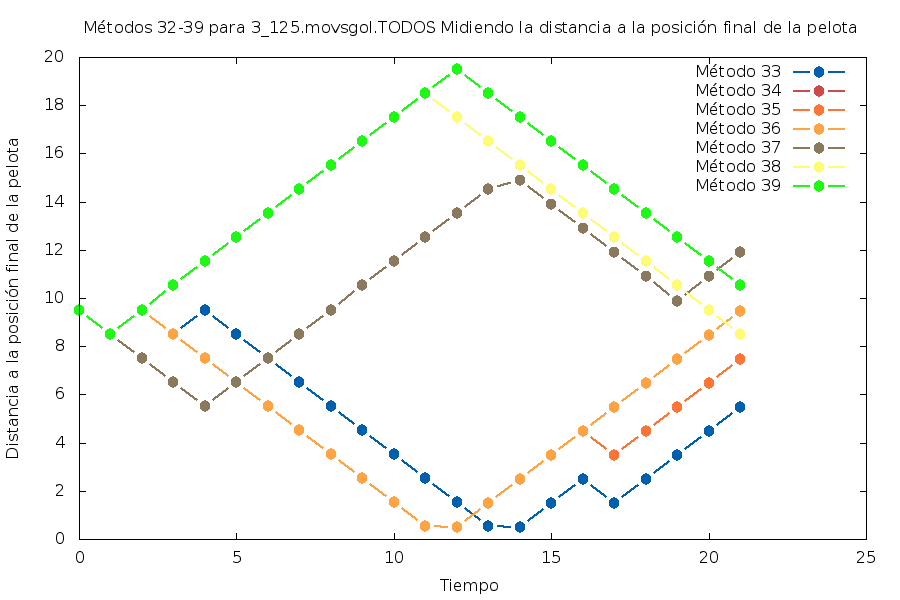 Métodos 32-39 para 3_125.movsgol.TODOS Midiendo la distancia a la posición final de la pelota
Distancia a la posición final de la pelota
20
18
16
14
12
10
8
6
4
2
0
Método 33
Método 34
Método 35
Método 36
Método 37
Método 38
Método 39
0
5
10
15
20
25
Tiempo